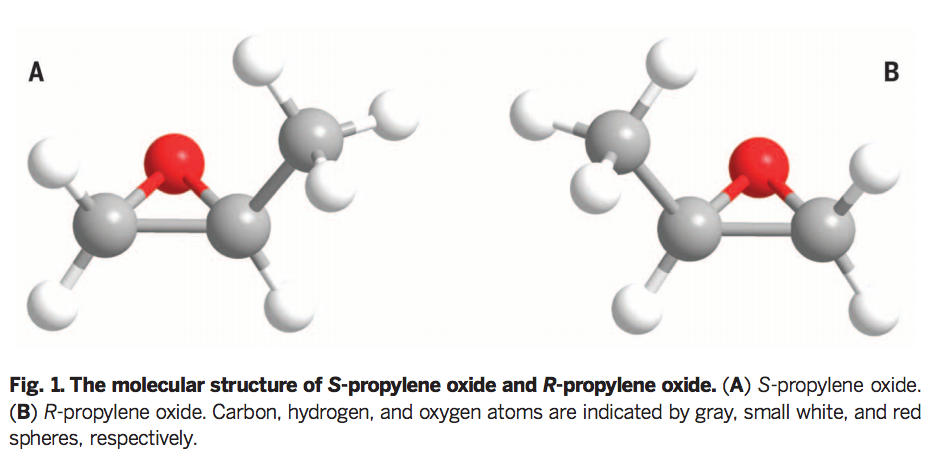 A
B
Fig. 1. The molecular structure of S-propylene oxide and R-propylene oxide. (A) S-propylene oxide.
(B) R-propylene oxide. Carbon, hydrogen, and oxygen atoms are indicated by gray, small white, and red
spheres, respectively.